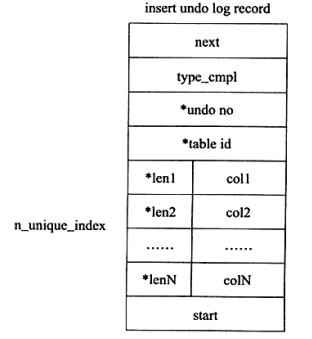 insert undo log record
next
type_cmpl
*undo no
*table id
*len1 col1
*len2 col2
n_unique_index
...... ......
*lenN colN
start